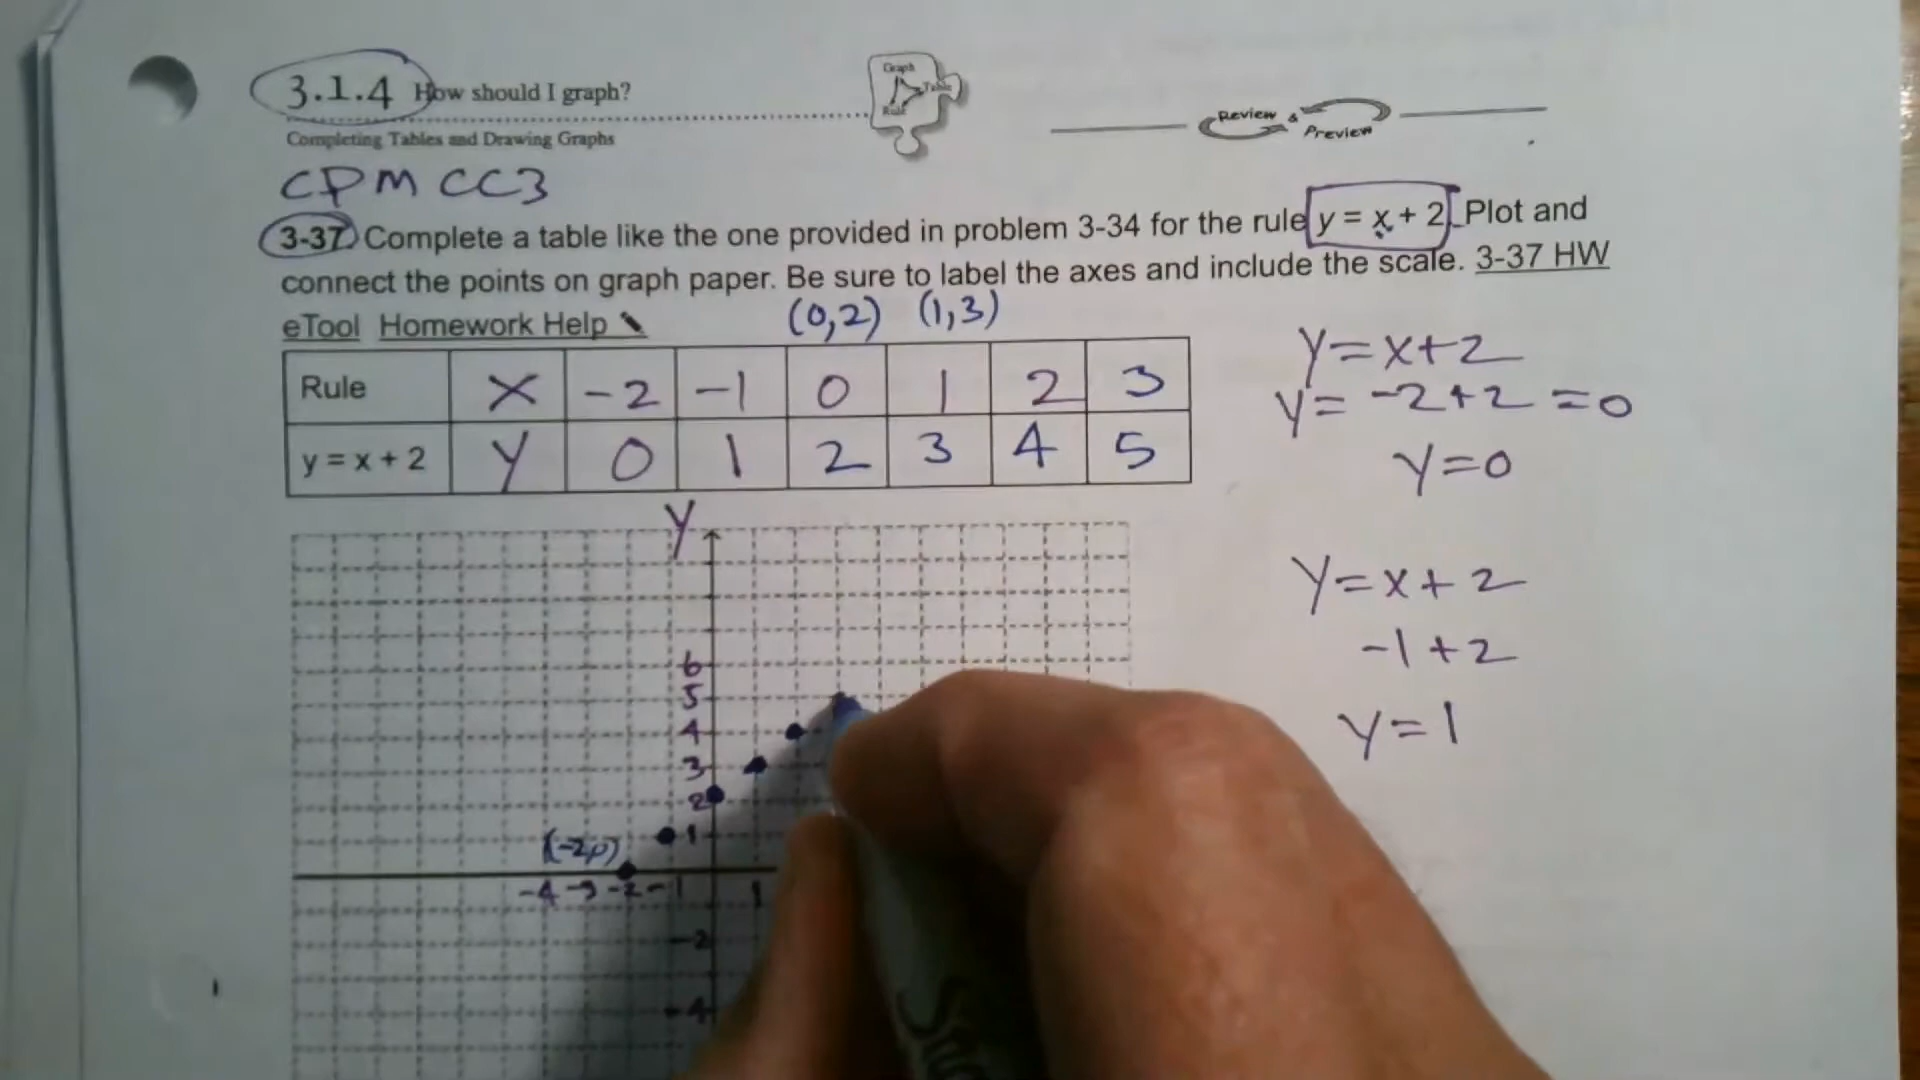 3.1.4 How should I graph?
Completing Tables and Drawing Graphs
Graph
Table
Rule
Review &
Preview
CPM CC3
3-37 Complete a table like the one provided in problem 3-34 for the rule y = x + 2. Plot and
connect the points on graph paper. Be sure to label the axes and include the scale. 3-37 HW
eTool Homework Help
(0,2) (1,3)
Rule X -2 -1 0 1 2 3
y = x + 2 Y 0 1 2 3 4 5
Y=x+2
Y= -2+2 =0
Y=0
Y=x+2
-1+2
Y=1
Y
6
5
4
3
2
1
(-2,0)
-4 -3 -2 -1 1
-2
-4